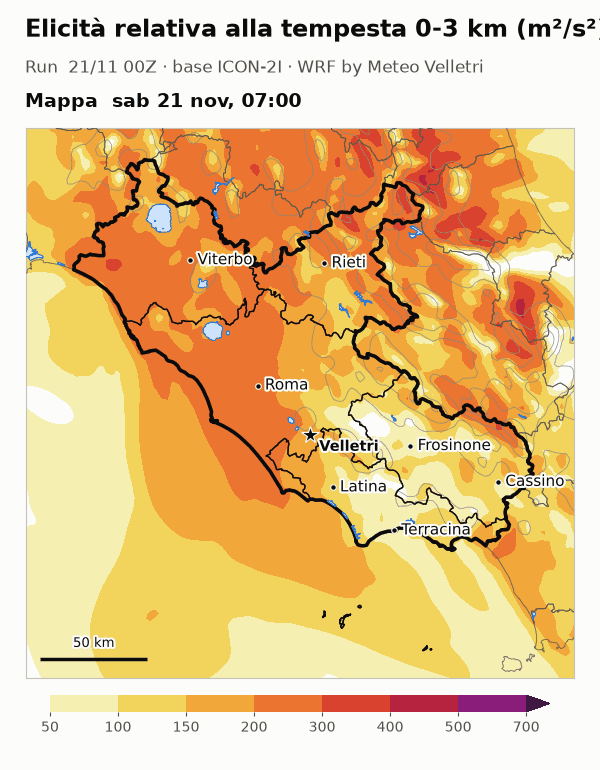 Elicità relativa alla tempesta 0-3 km (m²/s²)
Run  21/11 00Z · base ICON-2I · WRF by Meteo Velletri
Mappa  sab 21 nov, 07:00
Viterbo
Rieti
Roma
Velletri
Frosinone
Latina
Cassino
Terracina
50 km
50 100 150 200 300 400 500 700